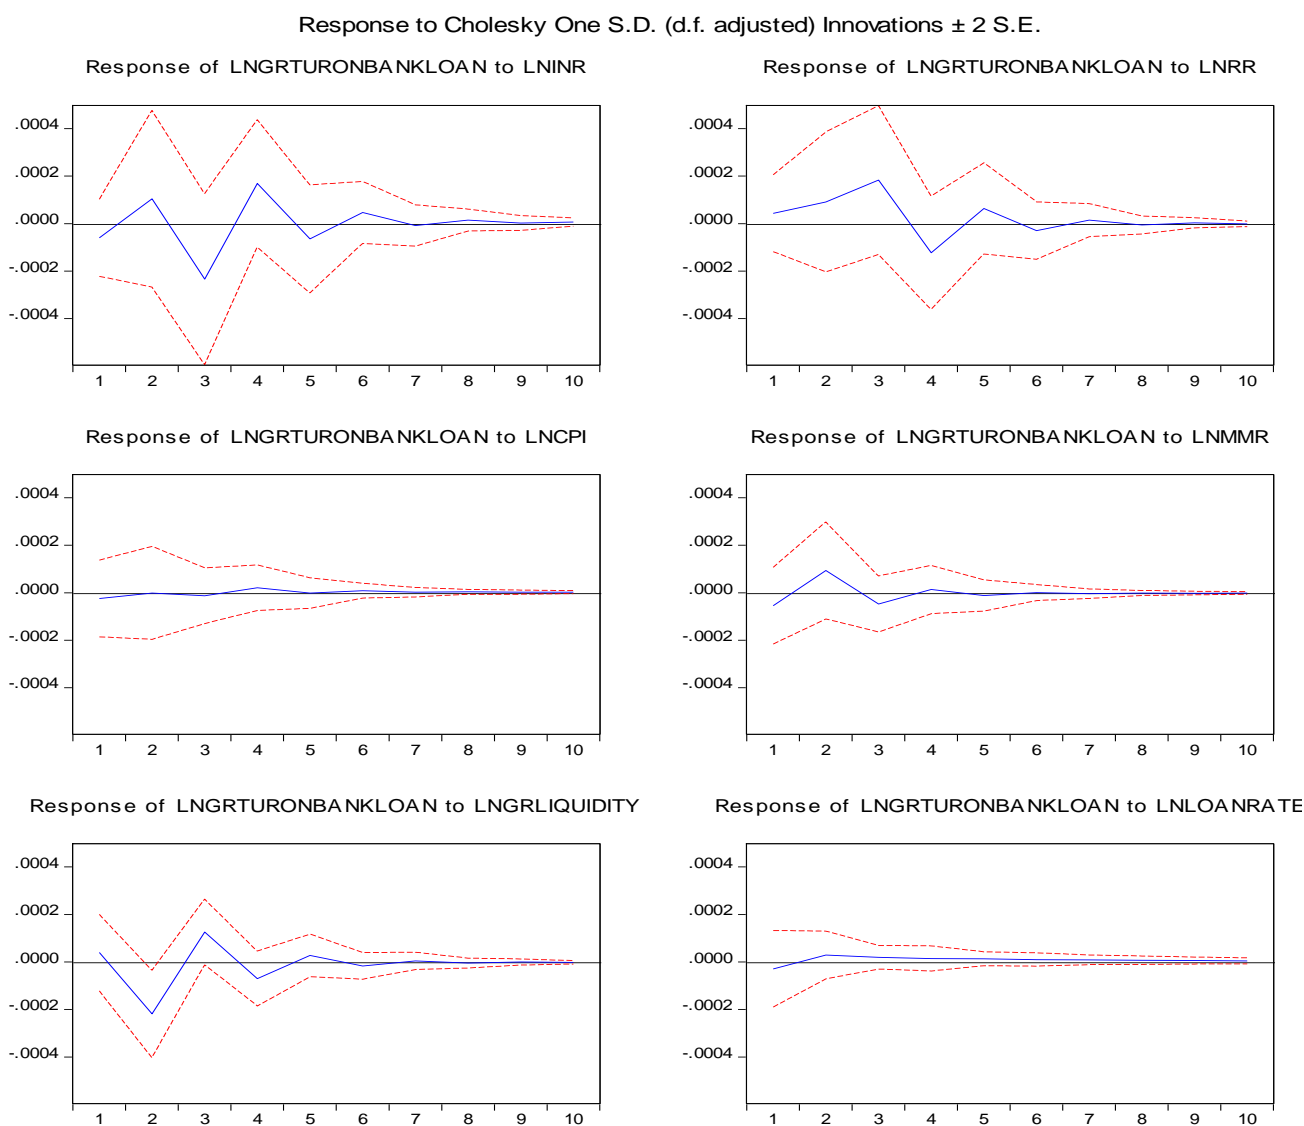 Response to Cholesky One S.D. (d.f. adjusted) Innovations ± 2 S.E.
Response of LNGRTURONBANKLOAN to LNINR
Response of LNGRTURONBANKLOAN to LNRR
.0004
.0002
.0000
-.0002
-.0004
1 2 3 4 5 6 7 8 9 10
.0004
.0002
.0000
-.0002
-.0004
1 2 3 4 5 6 7 8 9 10
Response of LNGRTURONBANKLOAN to LNCPI
Response of LNGRTURONBANKLOAN to LNMMR
.0004
.0002
.0000
-.0002
-.0004
1 2 3 4 5 6 7 8 9 10
.0004
.0002
.0000
-.0002
-.0004
1 2 3 4 5 6 7 8 9 10
Response of LNGRTURONBANKLOAN to LNGRLIQUIDITY
Response of LNGRTURONBANKLOAN to LNLOANRATE
.0004
.0002
.0000
-.0002
-.0004
1 2 3 4 5 6 7 8 9 10
.0004
.0002
.0000
-.0002
-.0004
1 2 3 4 5 6 7 8 9 10